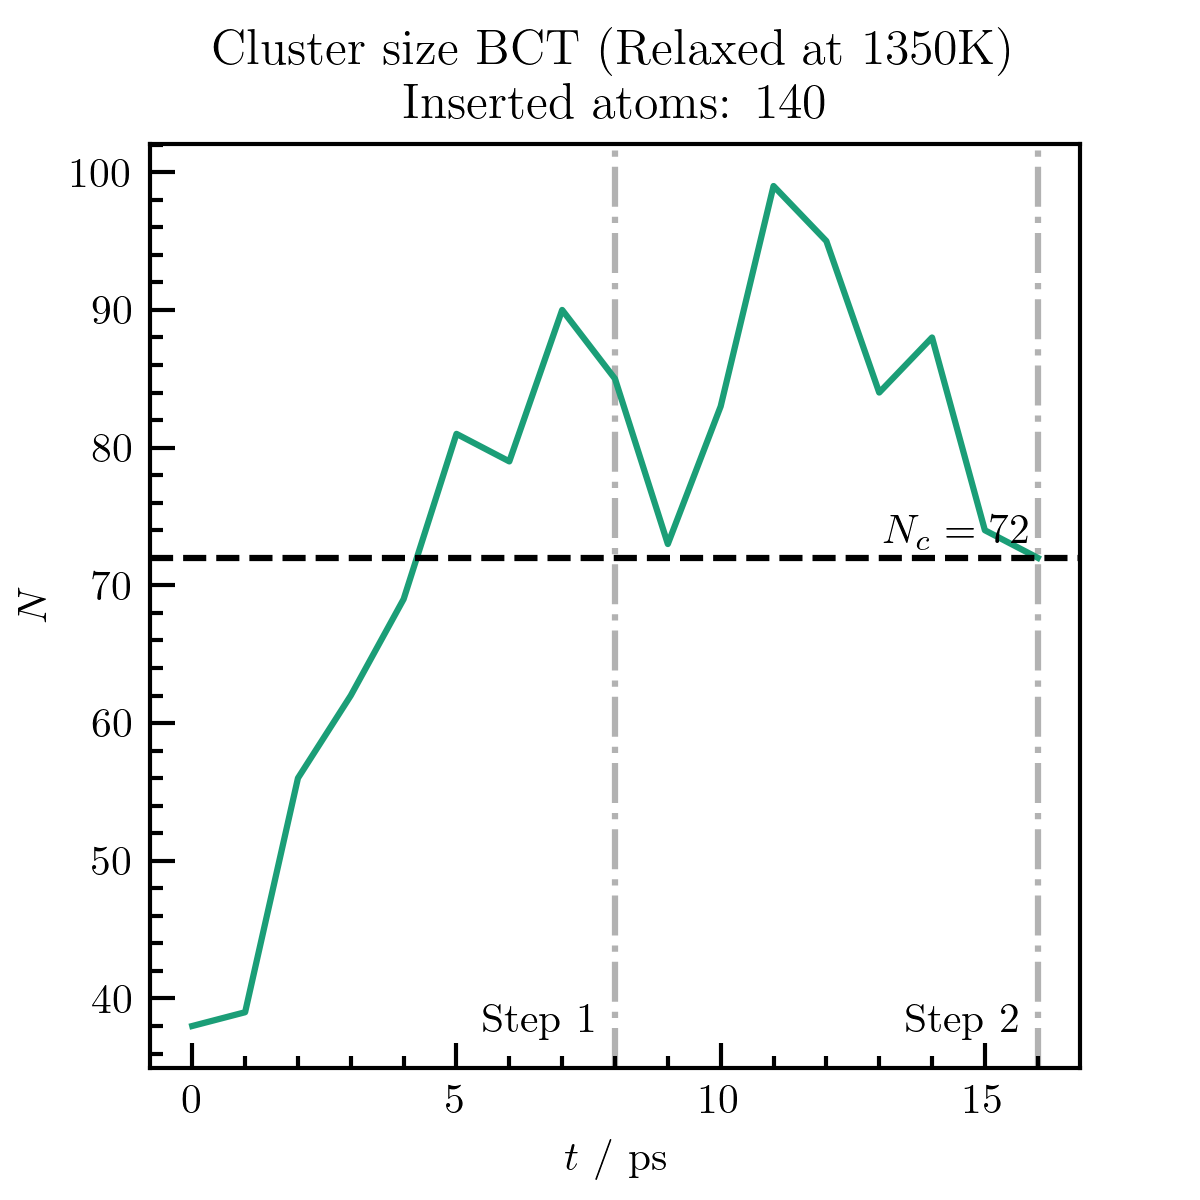 Cluster size BCT (Relaxed at 1350K)
Inserted atoms: 140
100
90
80
70
60
50
40
N
N_c = 72
Step 1
Step 2
0
5
10
15
t / ps